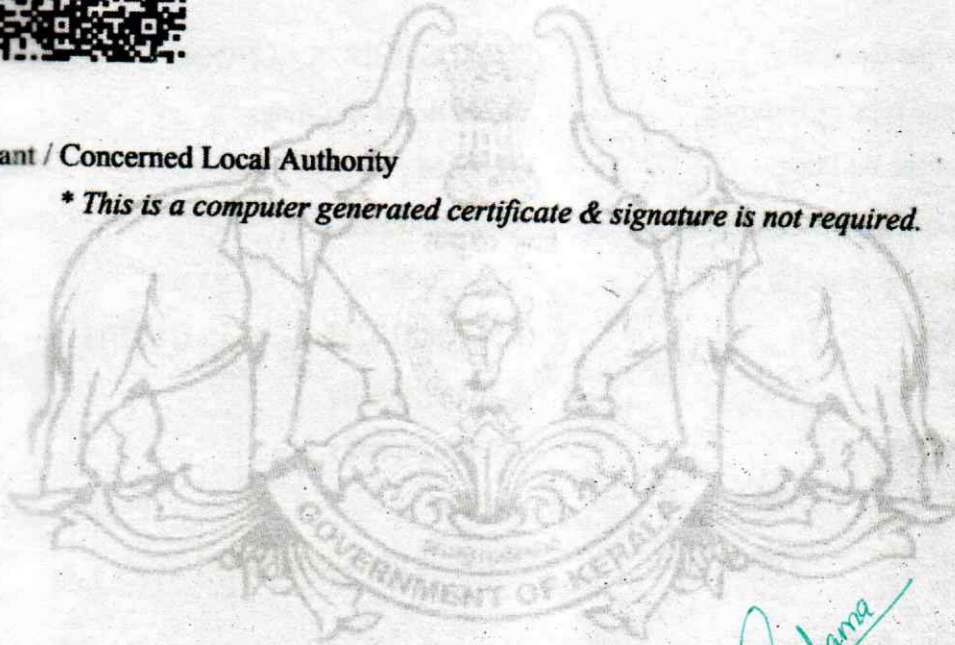 ant / Concerned Local Authority
* This is a computer generated certificate & signature is not required.
GOVERNMENT OF KERALA